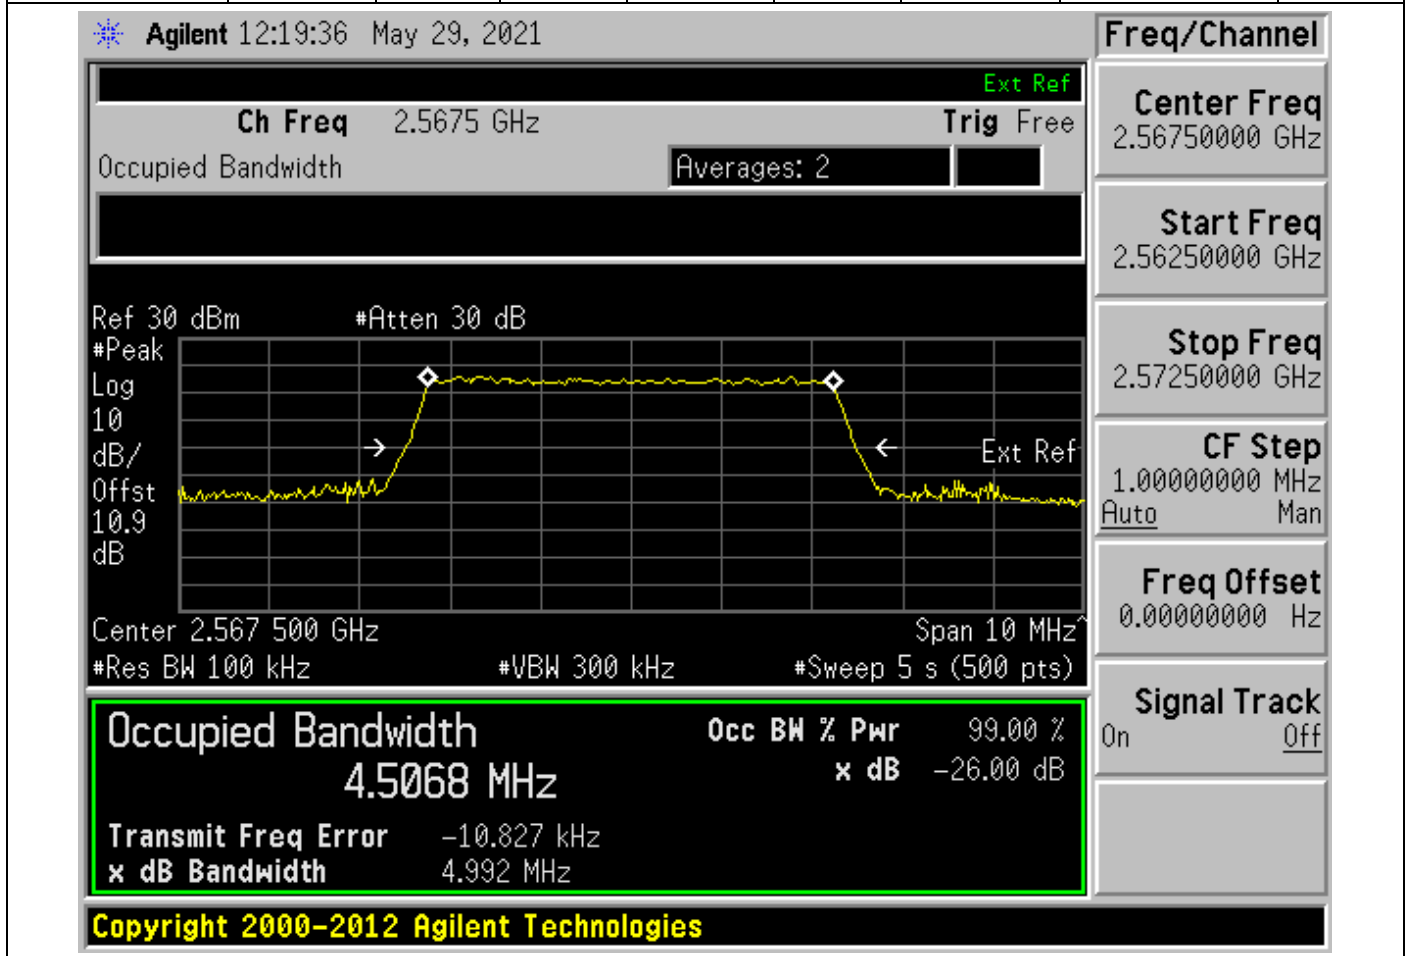 Agilent 12:19:36 May 29, 2021
Freq/Channel
Ext Ref
Ch Freq 2.5675 GHz
Trig Free
Occupied Bandwidth
Averages: 2
Center Freq
2.56750000 GHz
Start Freq
2.56250000 GHz
Stop Freq
2.57250000 GHz
CF Step
1.00000000 MHz
Auto Man
Freq Offset
0.00000000 Hz
Signal Track
On Off
Ref 30 dBm #Atten 30 dB
#Peak
Log
10
dB/
Offst
10.9
dB
Ext Ref
Center 2.567 500 GHz Span 10 MHz^
#Res BW 100 kHz #VBW 300 kHz #Sweep 5 s (500 pts)
Occupied Bandwidth
4.5068 MHz
Occ BW % Pwr 99.00 %
x dB -26.00 dB
Transmit Freq Error -10.827 kHz
x dB Bandwidth 4.992 MHz
Copyright 2000-2012 Agilent Technologies